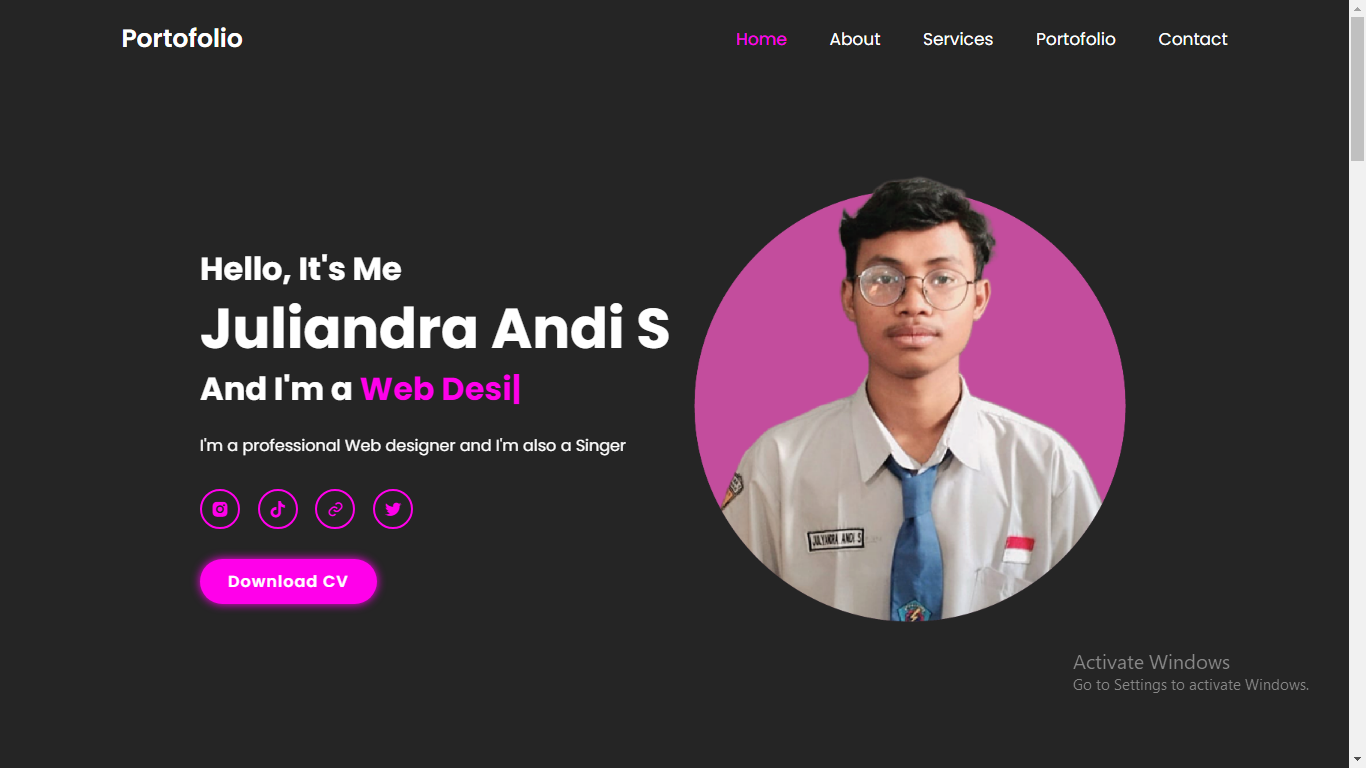 Portofolio
Home About Services Portofolio Contact
Hello, It's Me
Juliandra Andi S
And I'm a Web Desi|
I'm a professional Web designer and I'm also a Singer
Download CV
JULYANDRA ANDI S
Activate Windows
Go to Settings to activate Windows.